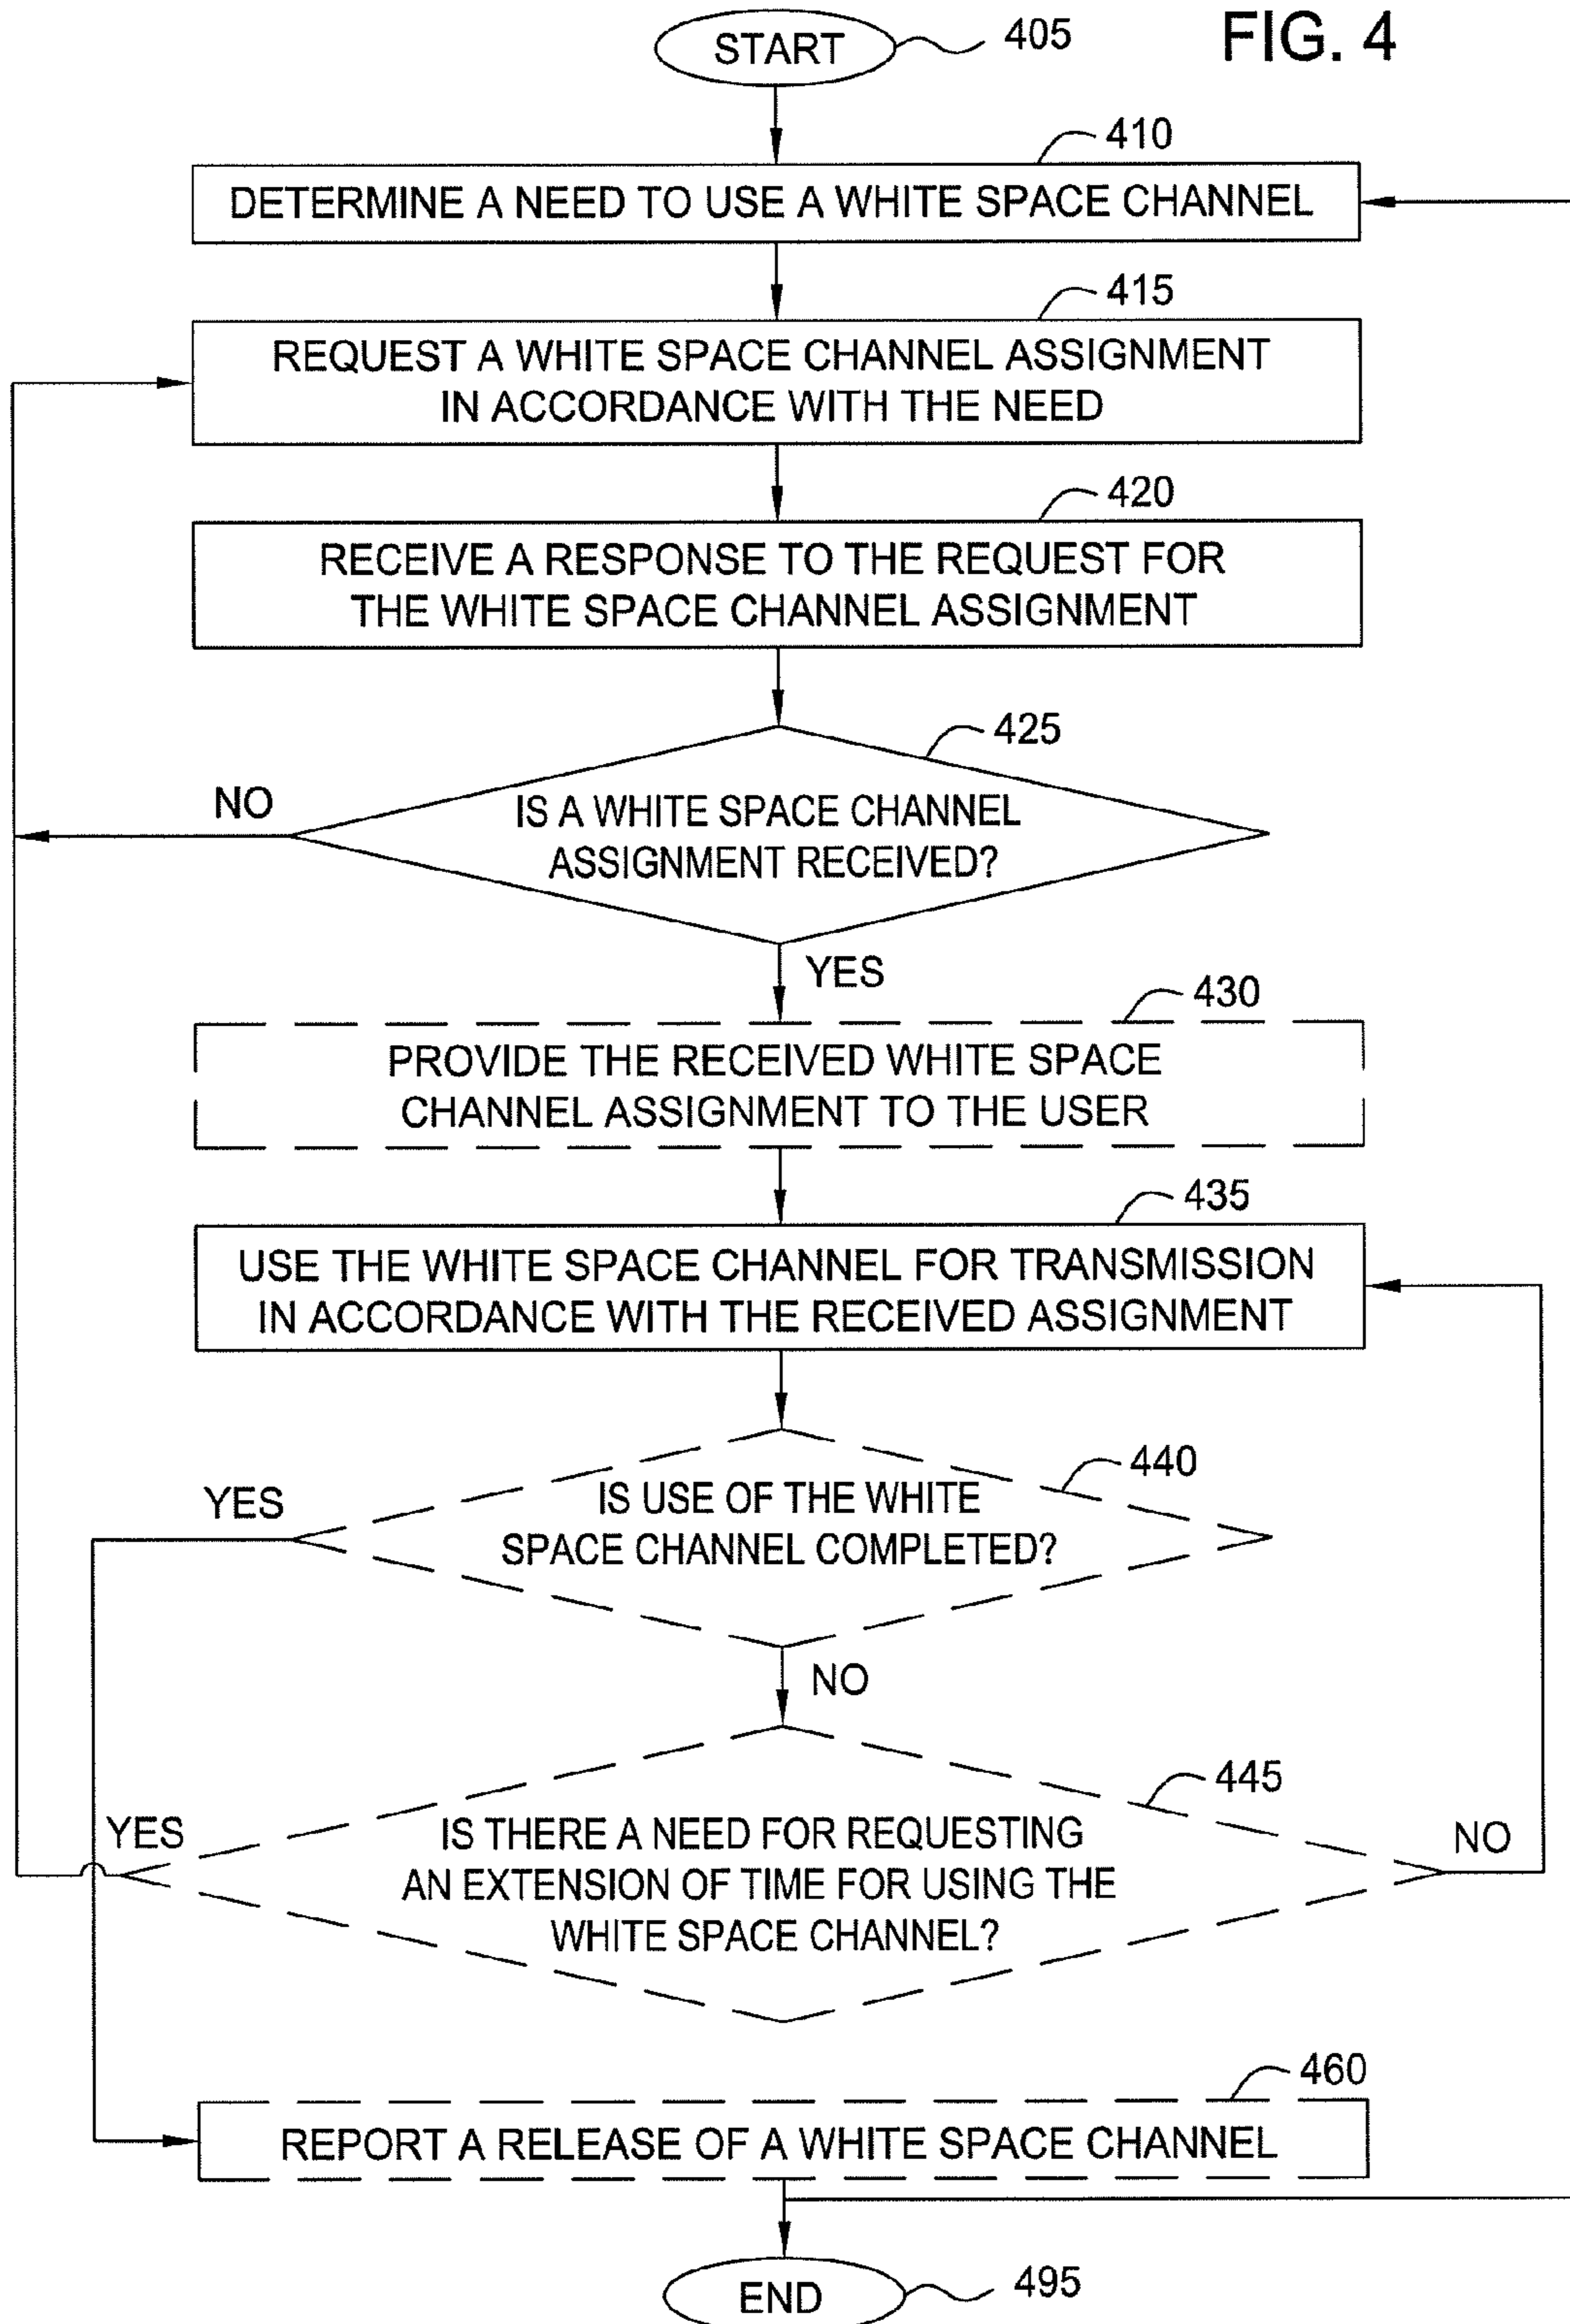 START
405
FIG. 4
410
DETERMINE A NEED TO USE A WHITE SPACE CHANNEL
415
REQUEST A WHITE SPACE CHANNEL ASSIGNMENT
IN ACCORDANCE WITH THE NEED
420
RECEIVE A RESPONSE TO THE REQUEST FOR
THE WHITE SPACE CHANNEL ASSIGNMENT
425
NO
IS A WHITE SPACE CHANNEL
ASSIGNMENT RECEIVED?
YES
430
PROVIDE THE RECEIVED WHITE SPACE
CHANNEL ASSIGNMENT TO THE USER
435
USE THE WHITE SPACE CHANNEL FOR TRANSMISSION
IN ACCORDANCE WITH THE RECEIVED ASSIGNMENT
440
YES
IS USE OF THE WHITE
SPACE CHANNEL COMPLETED?
NO
445
YES
IS THERE A NEED FOR REQUESTING
AN EXTENSION OF TIME FOR USING THE
WHITE SPACE CHANNEL?
NO
460
REPORT A RELEASE OF A WHITE SPACE CHANNEL
END
495